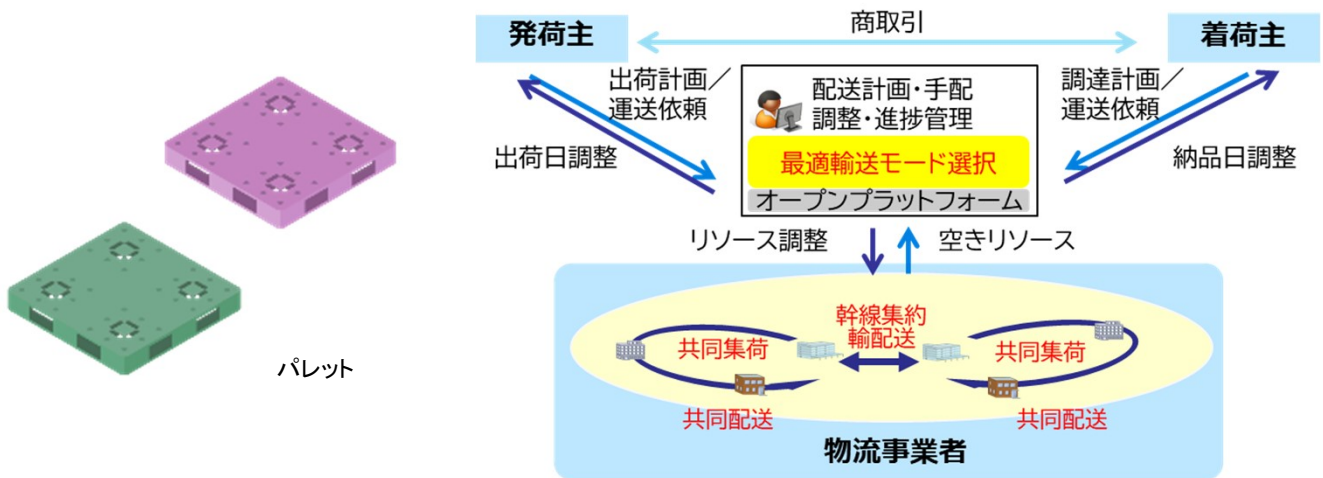 発荷主
商取引
着荷主
出荷計画／
運送依頼
出荷日調整
配送計画・手配
調整・進捗管理
最適輸送モード選択
オープンプラットフォーム
調達計画／
運送依頼
納品日調整
リソース調整
空きリソース
幹線集約
輸配送
共同集荷
共同集荷
共同配送
共同配送
物流事業者
パレット